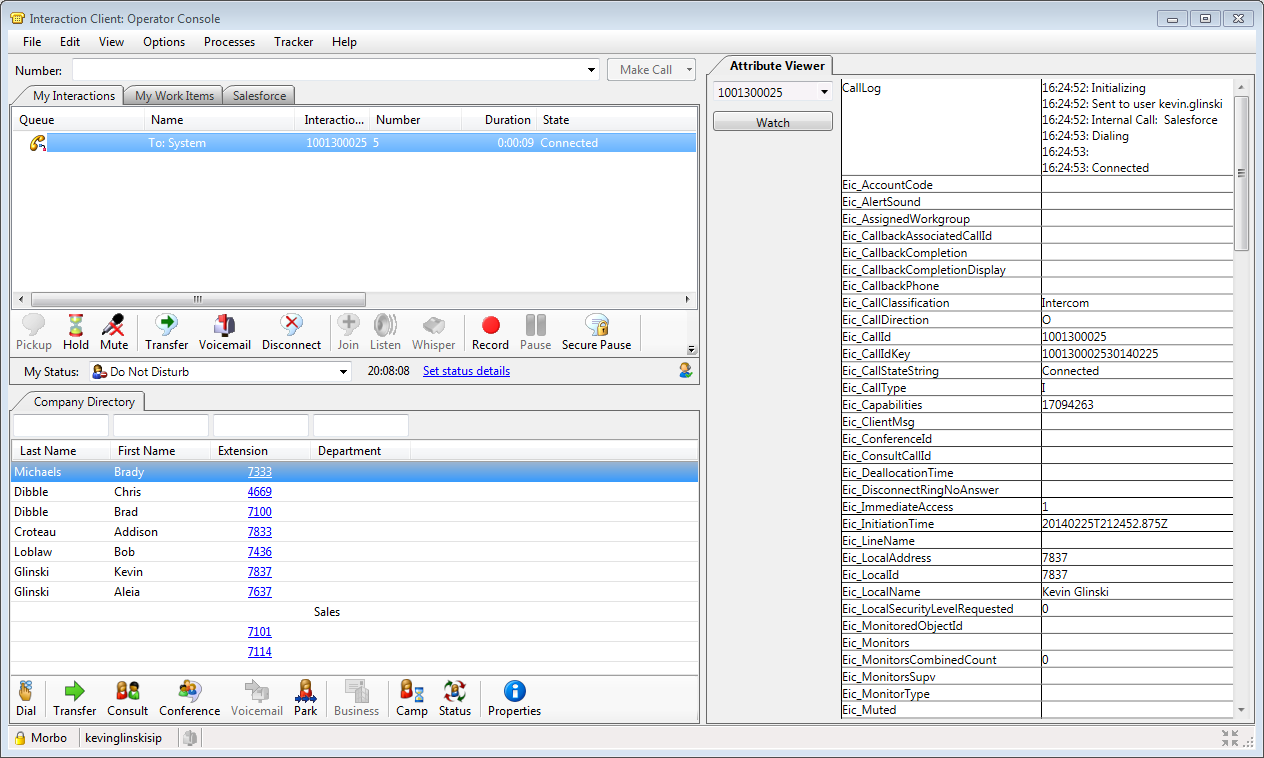 Interaction Client: Operator Console
File Edit View Options Processes Tracker Help
Number: Make Call
My Interactions My Work Items Salesforce
Queue Name Interactio... Number Duration State
To: System 1001300025 5 0:00:09 Connected
Pickup Hold Mute Transfer Voicemail Disconnect Join Listen Whisper Record Pause Secure Pause
My Status: Do Not Disturb 20:08:08 Set status details
Company Directory
Last Name First Name Extension Department
Michaels Brady 7333
Dibble Chris 4669
Dibble Brad 7100
Croteau Addison 7833
Loblaw Bob 7436
Glinski Kevin 7837
Glinski Aleia 7637
Sales
7101
7114
Dial Transfer Consult Conference Voicemail Park Business Camp Status Properties
Morbo kevinglinskisip
Attribute Viewer
1001300025
Watch
CallLog 16:24:52: Initializing
16:24:52: Sent to user kevin.glinski
16:24:52: Internal Call: Salesforce
16:24:53: Dialing
16:24:53:
16:24:53: Connected
Eic_AccountCode
Eic_AlertSound
Eic_AssignedWorkgroup
Eic_CallbackAssociatedCallId
Eic_CallbackCompletion
Eic_CallbackCompletionDisplay
Eic_CallbackPhone
Eic_CallClassification Intercom
Eic_CallDirection O
Eic_CallId 1001300025
Eic_CallIdKey 100130002530140225
Eic_CallStateString Connected
Eic_CallType I
Eic_Capabilities 17094263
Eic_ClientMsg
Eic_ConferenceId
Eic_ConsultCallId
Eic_DeallocationTime
Eic_DisconnectRingNoAnswer
Eic_ImmediateAccess 1
Eic_InitiationTime 20140225T212452.875Z
Eic_LineName
Eic_LocalAddress 7837
Eic_LocalId 7837
Eic_LocalName Kevin Glinski
Eic_LocalSecurityLevelRequested 0
Eic_MonitoredObjectId
Eic_Monitors
Eic_MonitorsCombinedCount 0
Eic_MonitorsSupv
Eic_MonitorType
Eic_Muted